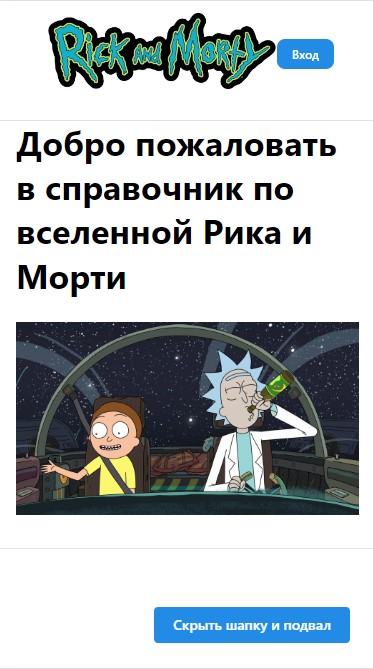 Rick and Morty
Вход
Добро пожаловать
в справочник по
вселенной Рика и
Морти
Скрыть шапку и подвал